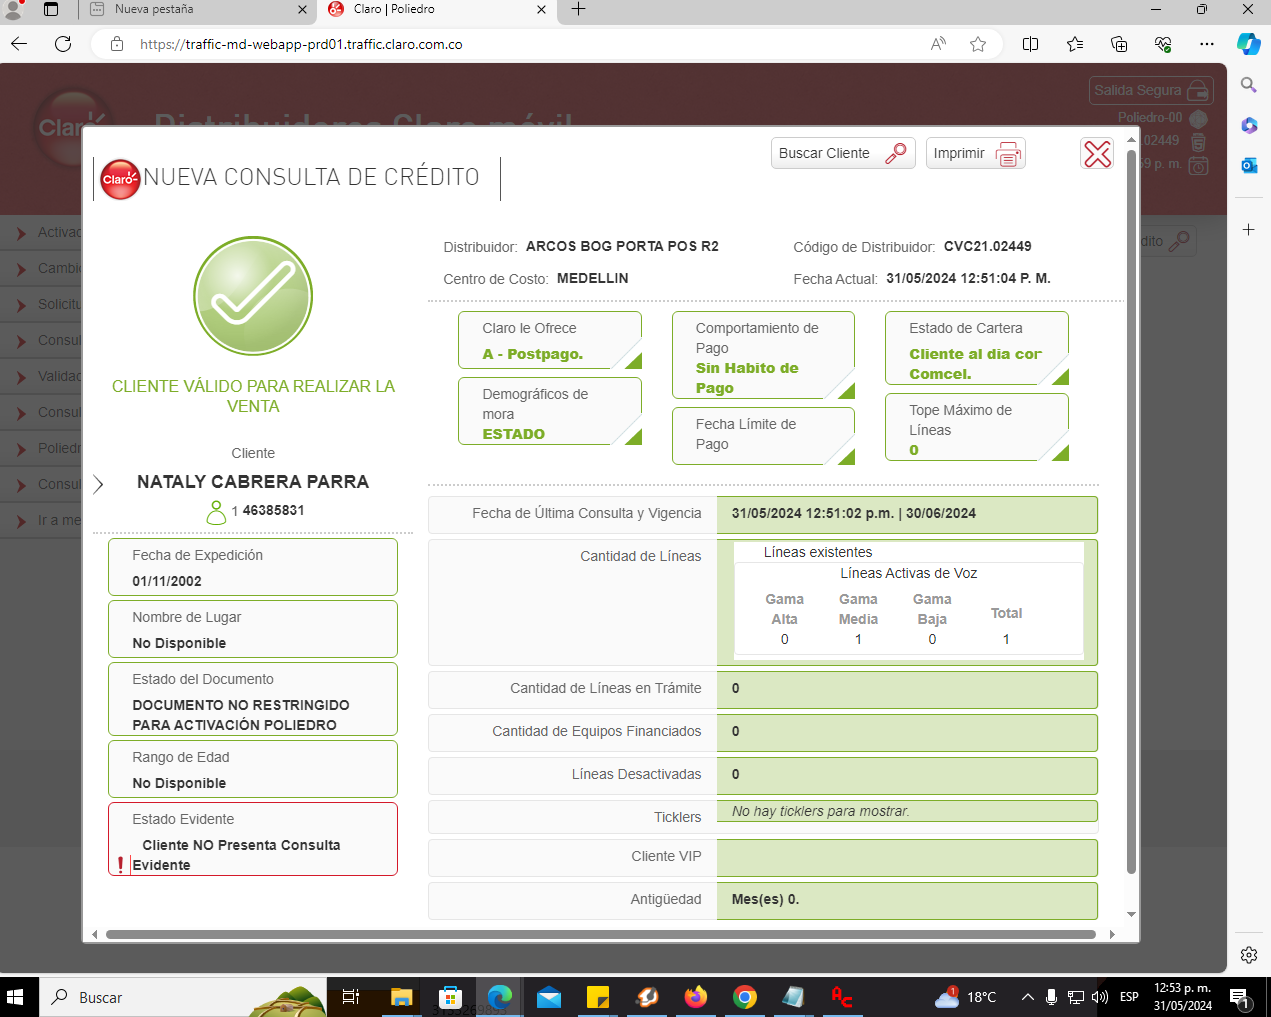 Nueva pestaña
Claro | Poliedro
https://traffic-md-webapp-prd01.traffic.claro.com.co
Salida Segura
Poliedro-00
.02449
p. m.
Claro
Distribuidores Claro móvil
Buscar Cliente
Imprimir
Claro
NUEVA CONSULTA DE CRÉDITO
Activac
Cambi
Solicitu
Consul
Validac
Consul
Poliedr
Consul
Ir a me
dito
CLIENTE VÁLIDO PARA REALIZAR LA
VENTA
Cliente
NATALY CABRERA PARRA
1 46385831
Fecha de Expedición
01/11/2002
Nombre de Lugar
No Disponible
Estado del Documento
DOCUMENTO NO RESTRINGIDO
PARA ACTIVACIÓN POLIEDRO
Rango de Edad
No Disponible
Estado Evidente
Cliente NO Presenta Consulta
Evidente
Distribuidor: ARCOS BOG PORTA POS R2
Código de Distribuidor: CVC21.02449
Centro de Costo: MEDELLIN
Fecha Actual: 31/05/2024 12:51:04 P. M.
Claro le Ofrece
A - Postpago.
Demográficos de
mora
ESTADO
Comportamiento de
Pago
Sin Habito de
Pago
Fecha Límite de
Pago
Estado de Cartera
Cliente al dia cor
Comcel.
Tope Máximo de
Líneas
0
Fecha de Última Consulta y Vigencia 31/05/2024 12:51:02 p.m. | 30/06/2024
Cantidad de Líneas
Líneas existentes
Líneas Activas de Voz
Gama Alta Gama Media Gama Baja Total
0 1 0 1
Cantidad de Líneas en Trámite 0
Cantidad de Equipos Financiados 0
Líneas Desactivadas 0
Ticklers No hay ticklers para mostrar.
Cliente VIP
Antigüedad Mes(es) 0.
Buscar
1
18°C
ESP
12:53 p. m.
31/05/2024
1